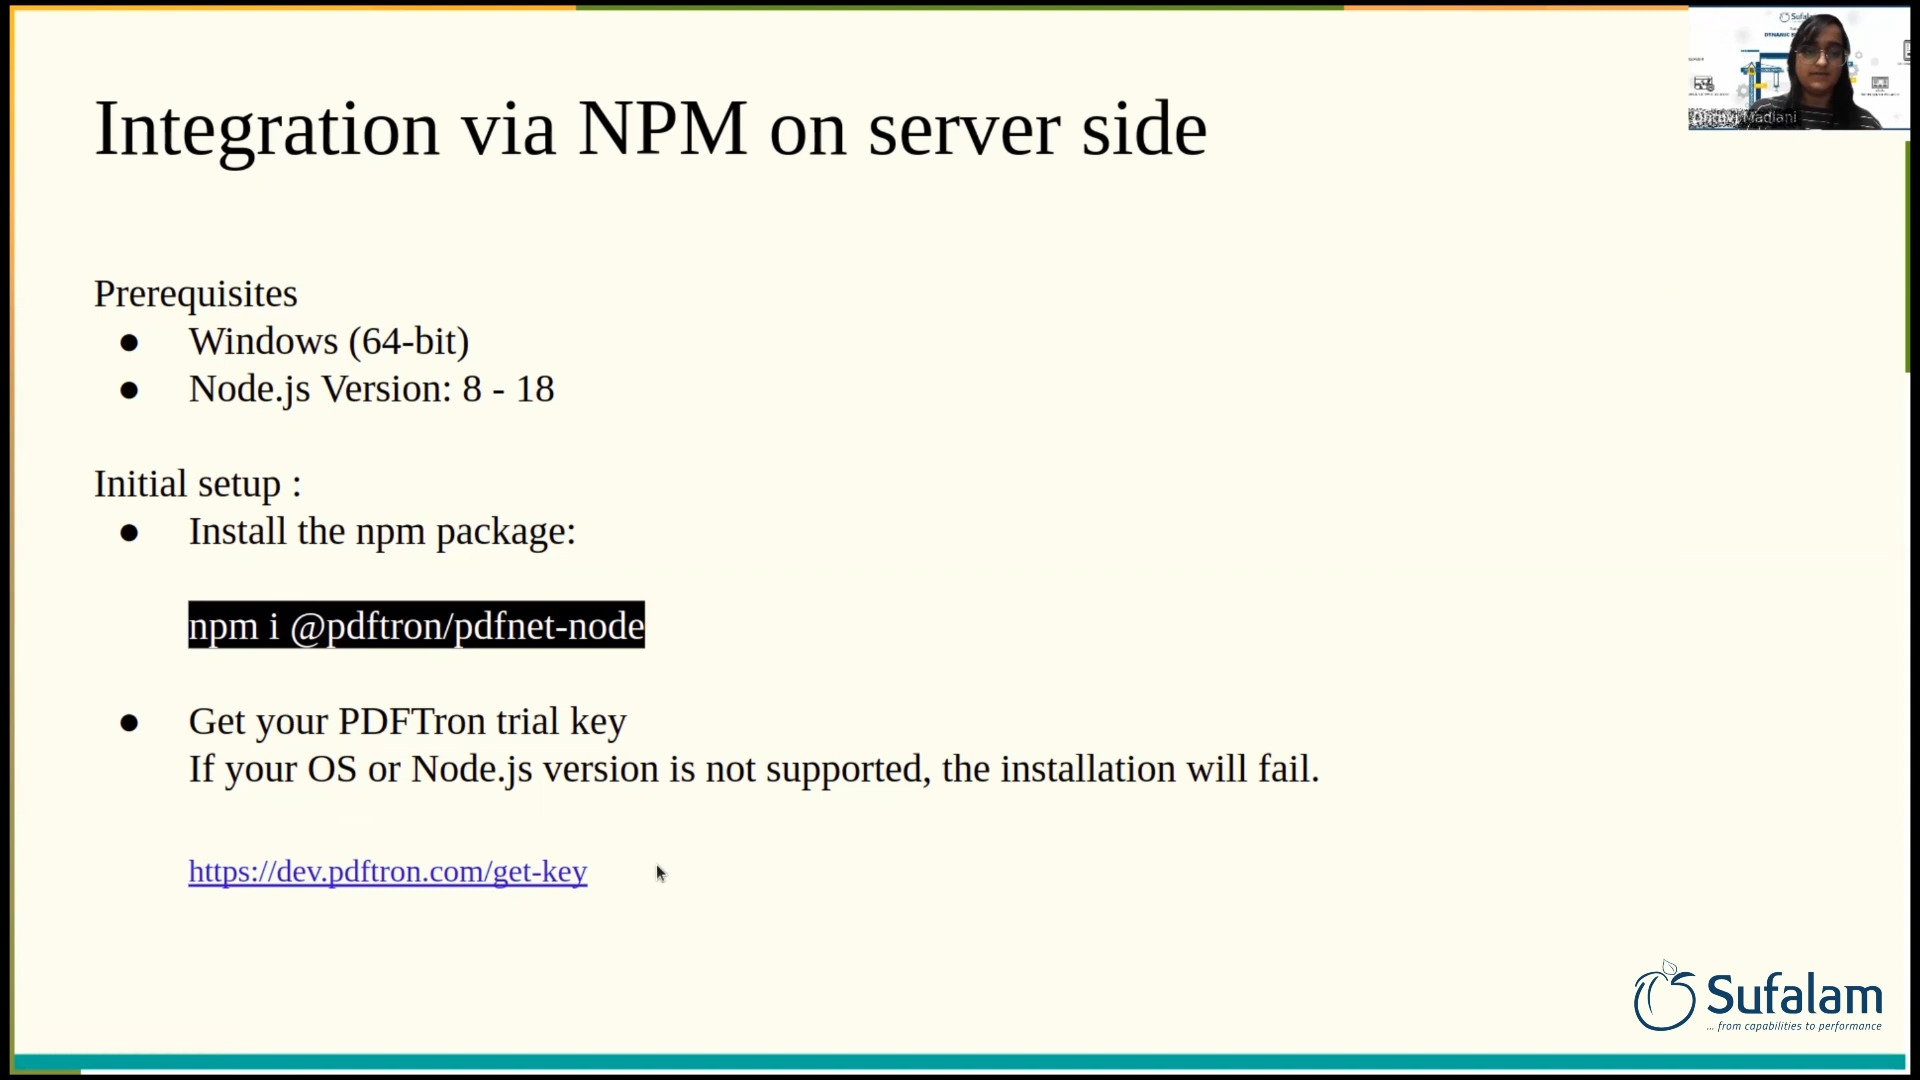 Integration via NPM on server side
Prerequisites
● Windows (64-bit)
● Node.js Version: 8 - 18
Initial setup :
● Install the npm package:
npm i @pdftron/pdfnet-node
● Get your PDFTron trial key
If your OS or Node.js version is not supported, the installation will fail.
https://dev.pdftron.com/get-key
Sufalam
... from capabilities to performance
Madlani